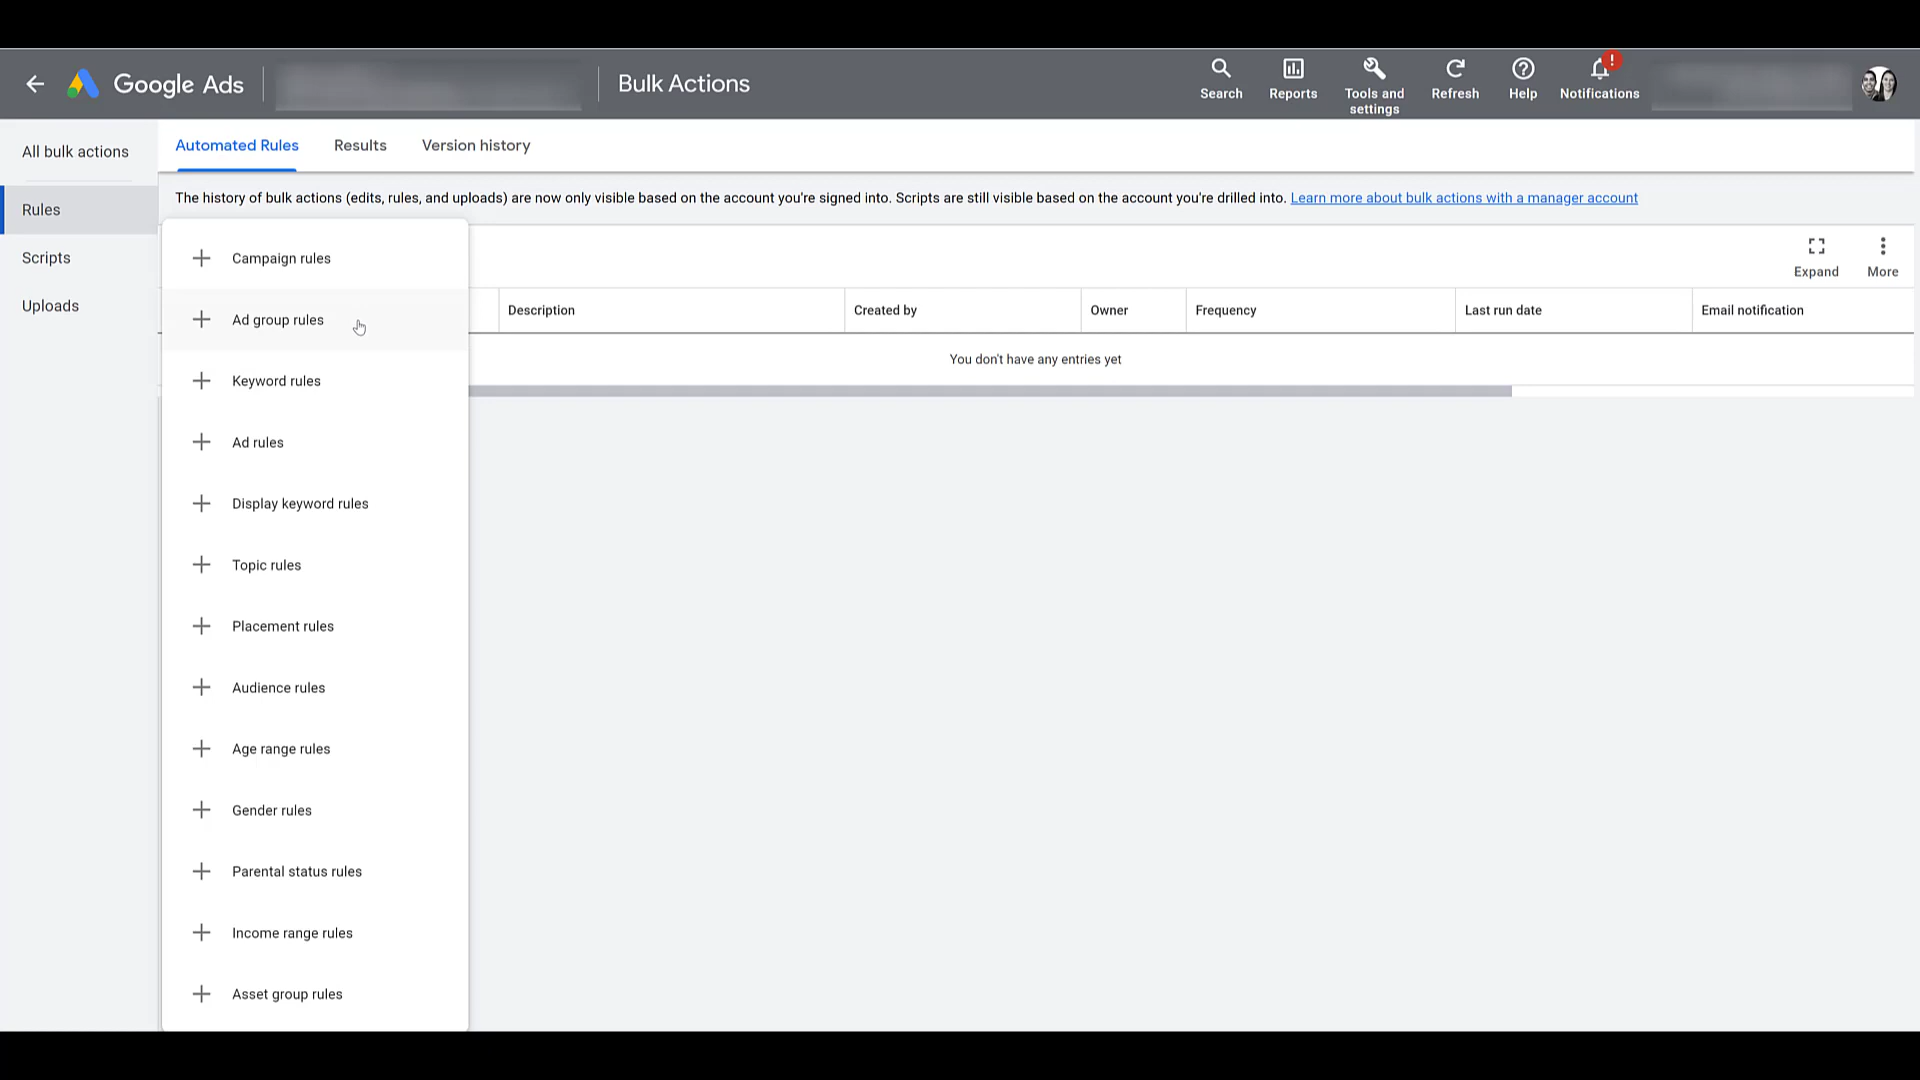 Google Ads
Bulk Actions
Search
Reports
Tools and
settings
Refresh
Help
!
Notifications
All bulk actions
Rules
Scripts
Uploads
Automated Rules
Results
Version history
The history of bulk actions (edits, rules, and uploads) are now only visible based on the account you're signed into. Scripts are still visible based on the account you're drilled into. Learn more about bulk actions with a manager account
Expand
More
Description
Created by
Owner
Frequency
Last run date
Email notification
You don't have any entries yet
Campaign rules
Ad group rules
Keyword rules
Ad rules
Display keyword rules
Topic rules
Placement rules
Audience rules
Age range rules
Gender rules
Parental status rules
Income range rules
Asset group rules